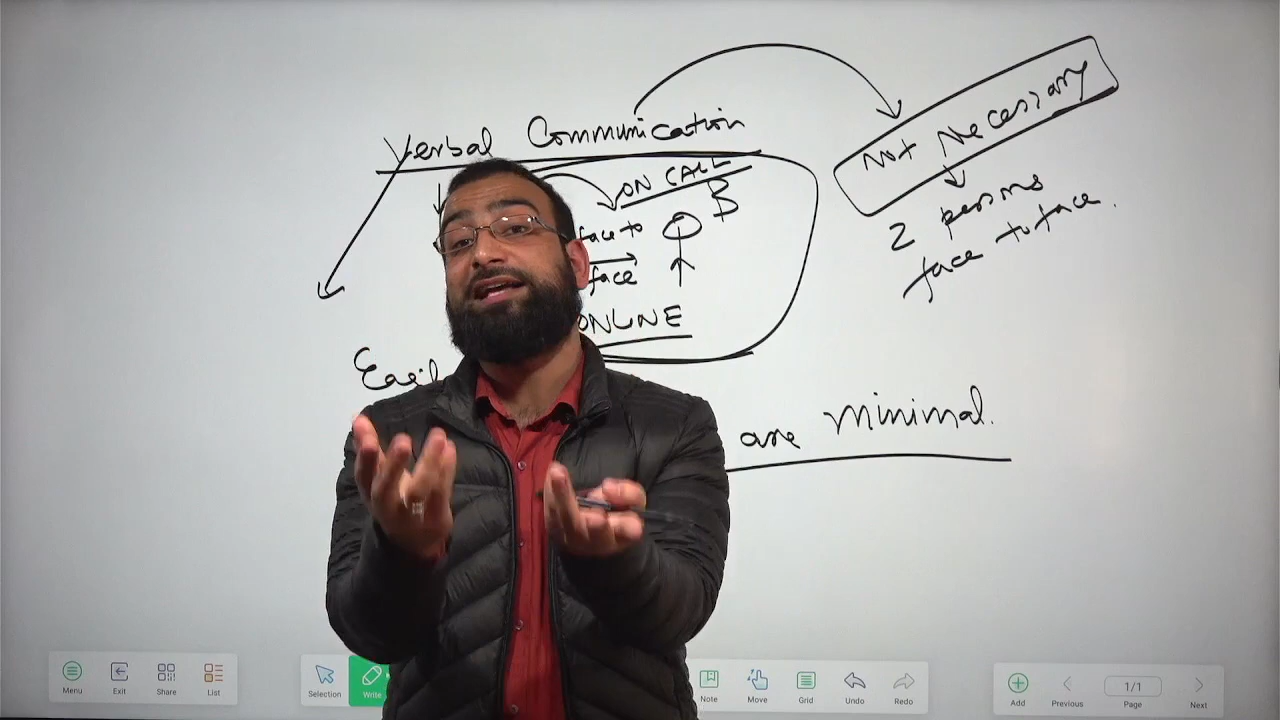 Verbal Communication
ON CALL
B
face to
face
ONLINE
Not Necessary
2 persons
face to face.
are Minimal.
Menu
Exit
Share
List
Selection
Write
Note
Move
Grid
Undo
Redo
Add
Previous
1/1
Page
Next